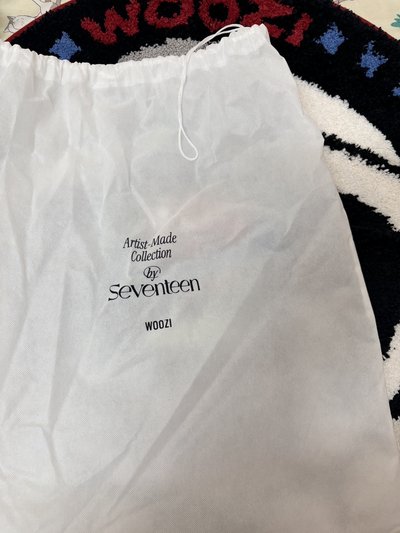 WOOZI
Artist-Made
Collection
by
Seventeen
WOOZI